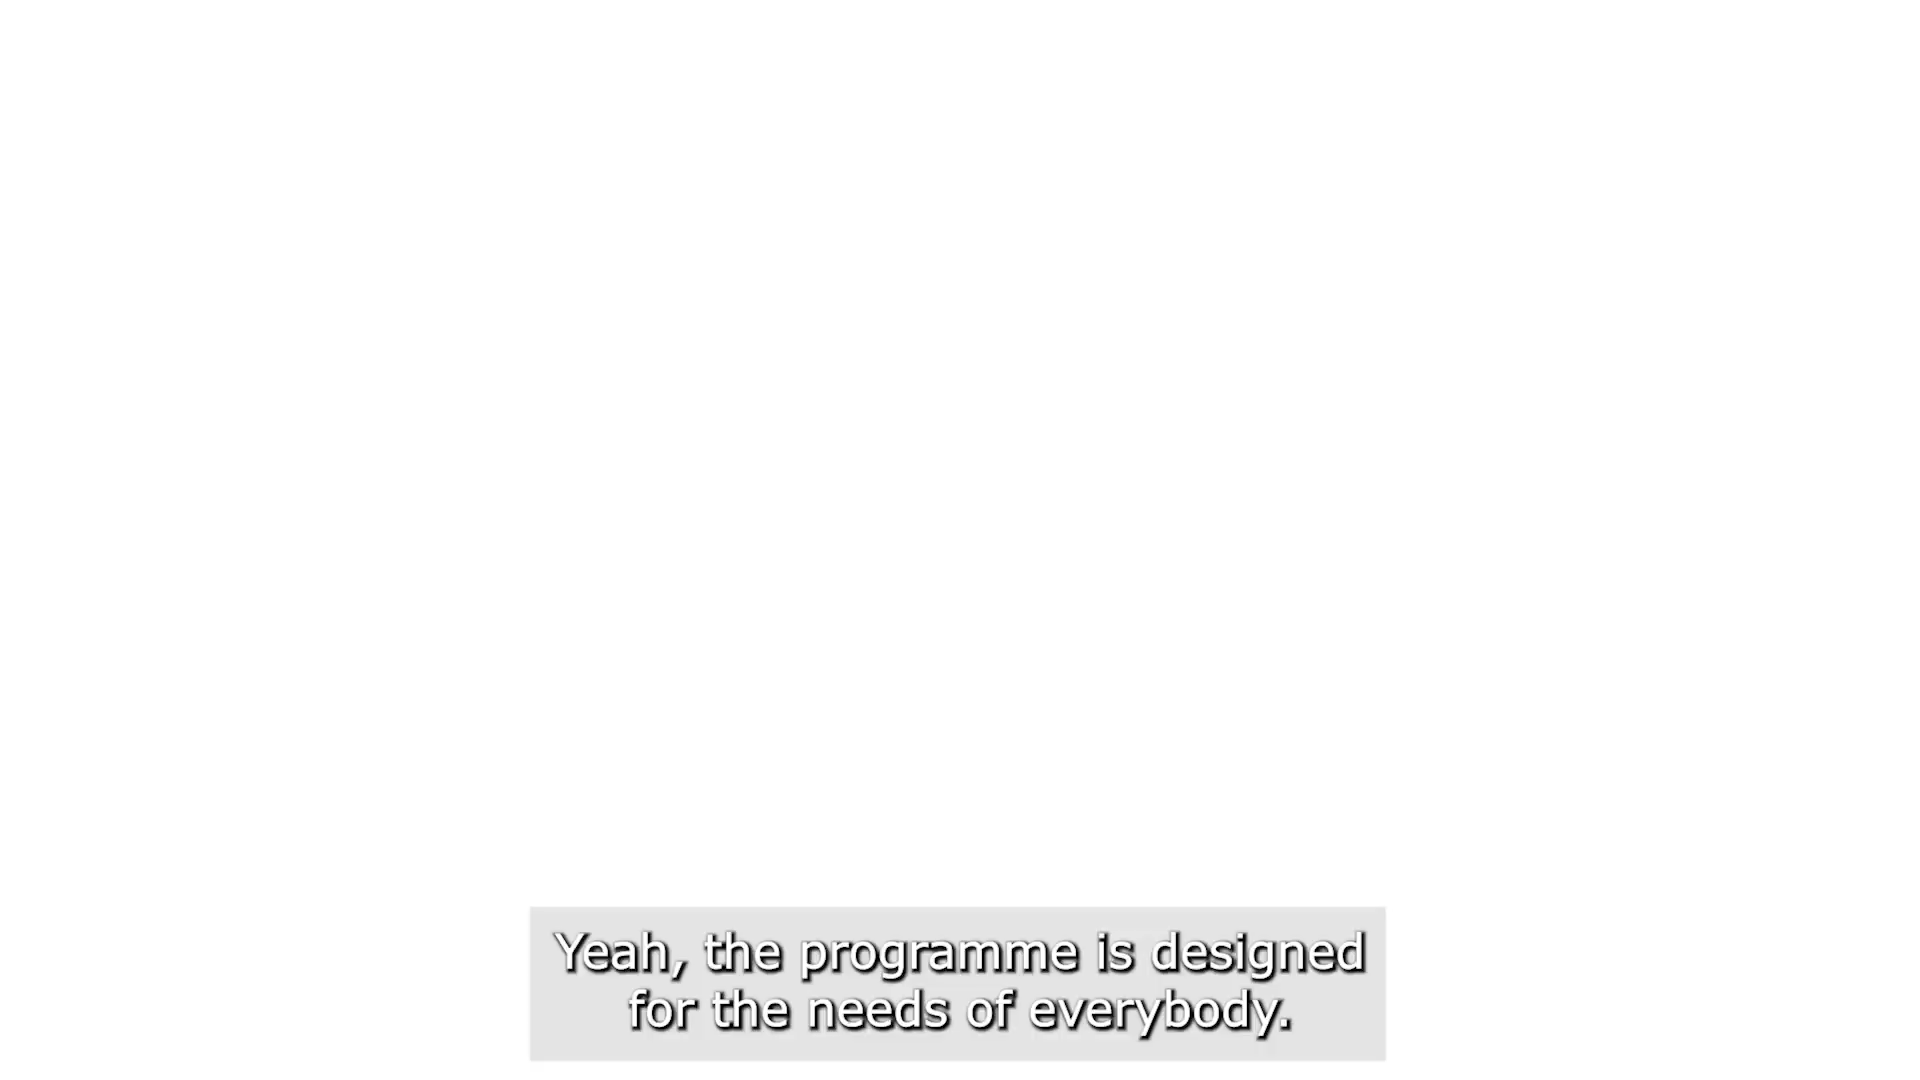 Yeah, the programme is designed
for the needs of everybody.